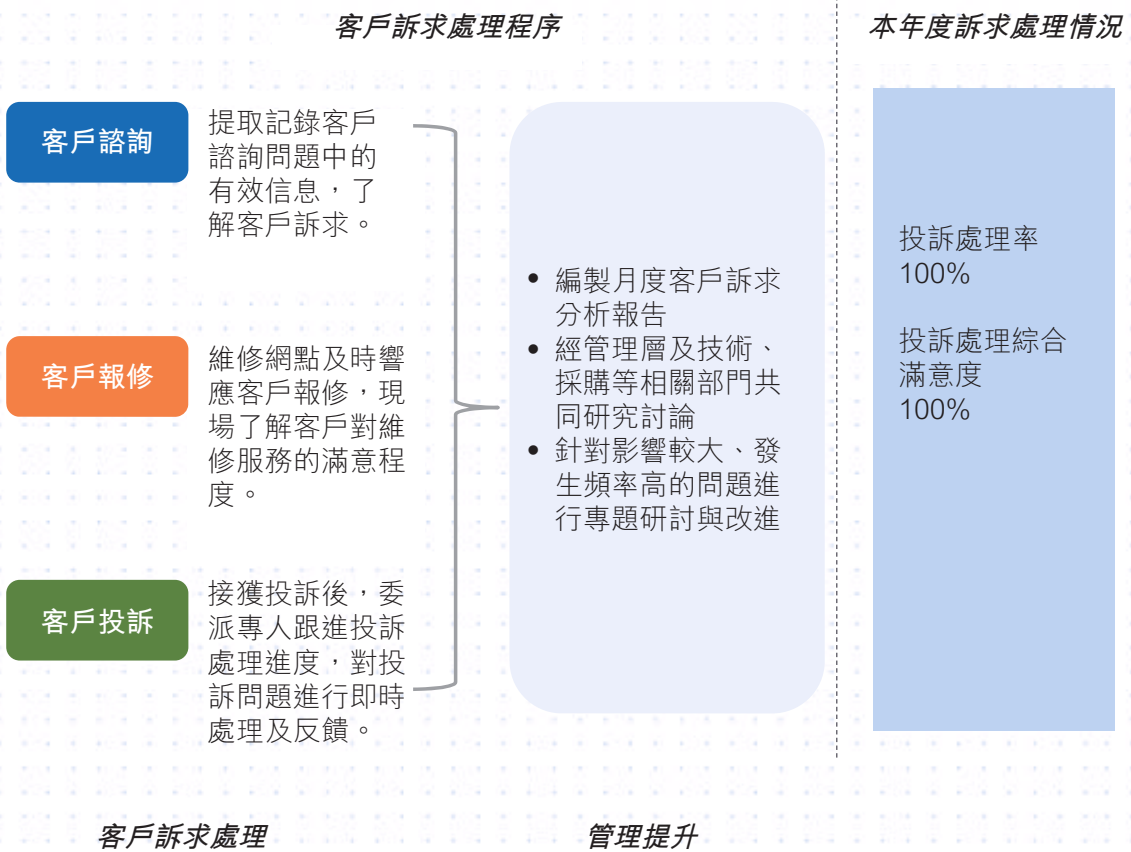 客戶訴求處理程序
本年度訴求處理情況
客戶諮詢
提取記錄客戶
諮詢問題中的
有效信息，了
解客戶訴求。
客戶報修
維修網點及時響
應客戶報修，現
場了解客戶對維
修服務的滿意程
度。
客戶投訴
接獲投訴後，委
派專人跟進投訴
處理進度，對投
訴問題進行即時
處理及反饋。
• 編製月度客戶訴求
分析報告
• 經管理層及技術、
採購等相關部門共
同研究討論
• 針對影響較大、發
生頻率高的問題進
行專題研討與改進
投訴處理率
100%
投訴處理綜合
滿意度
100%
客戶訴求處理
管理提升